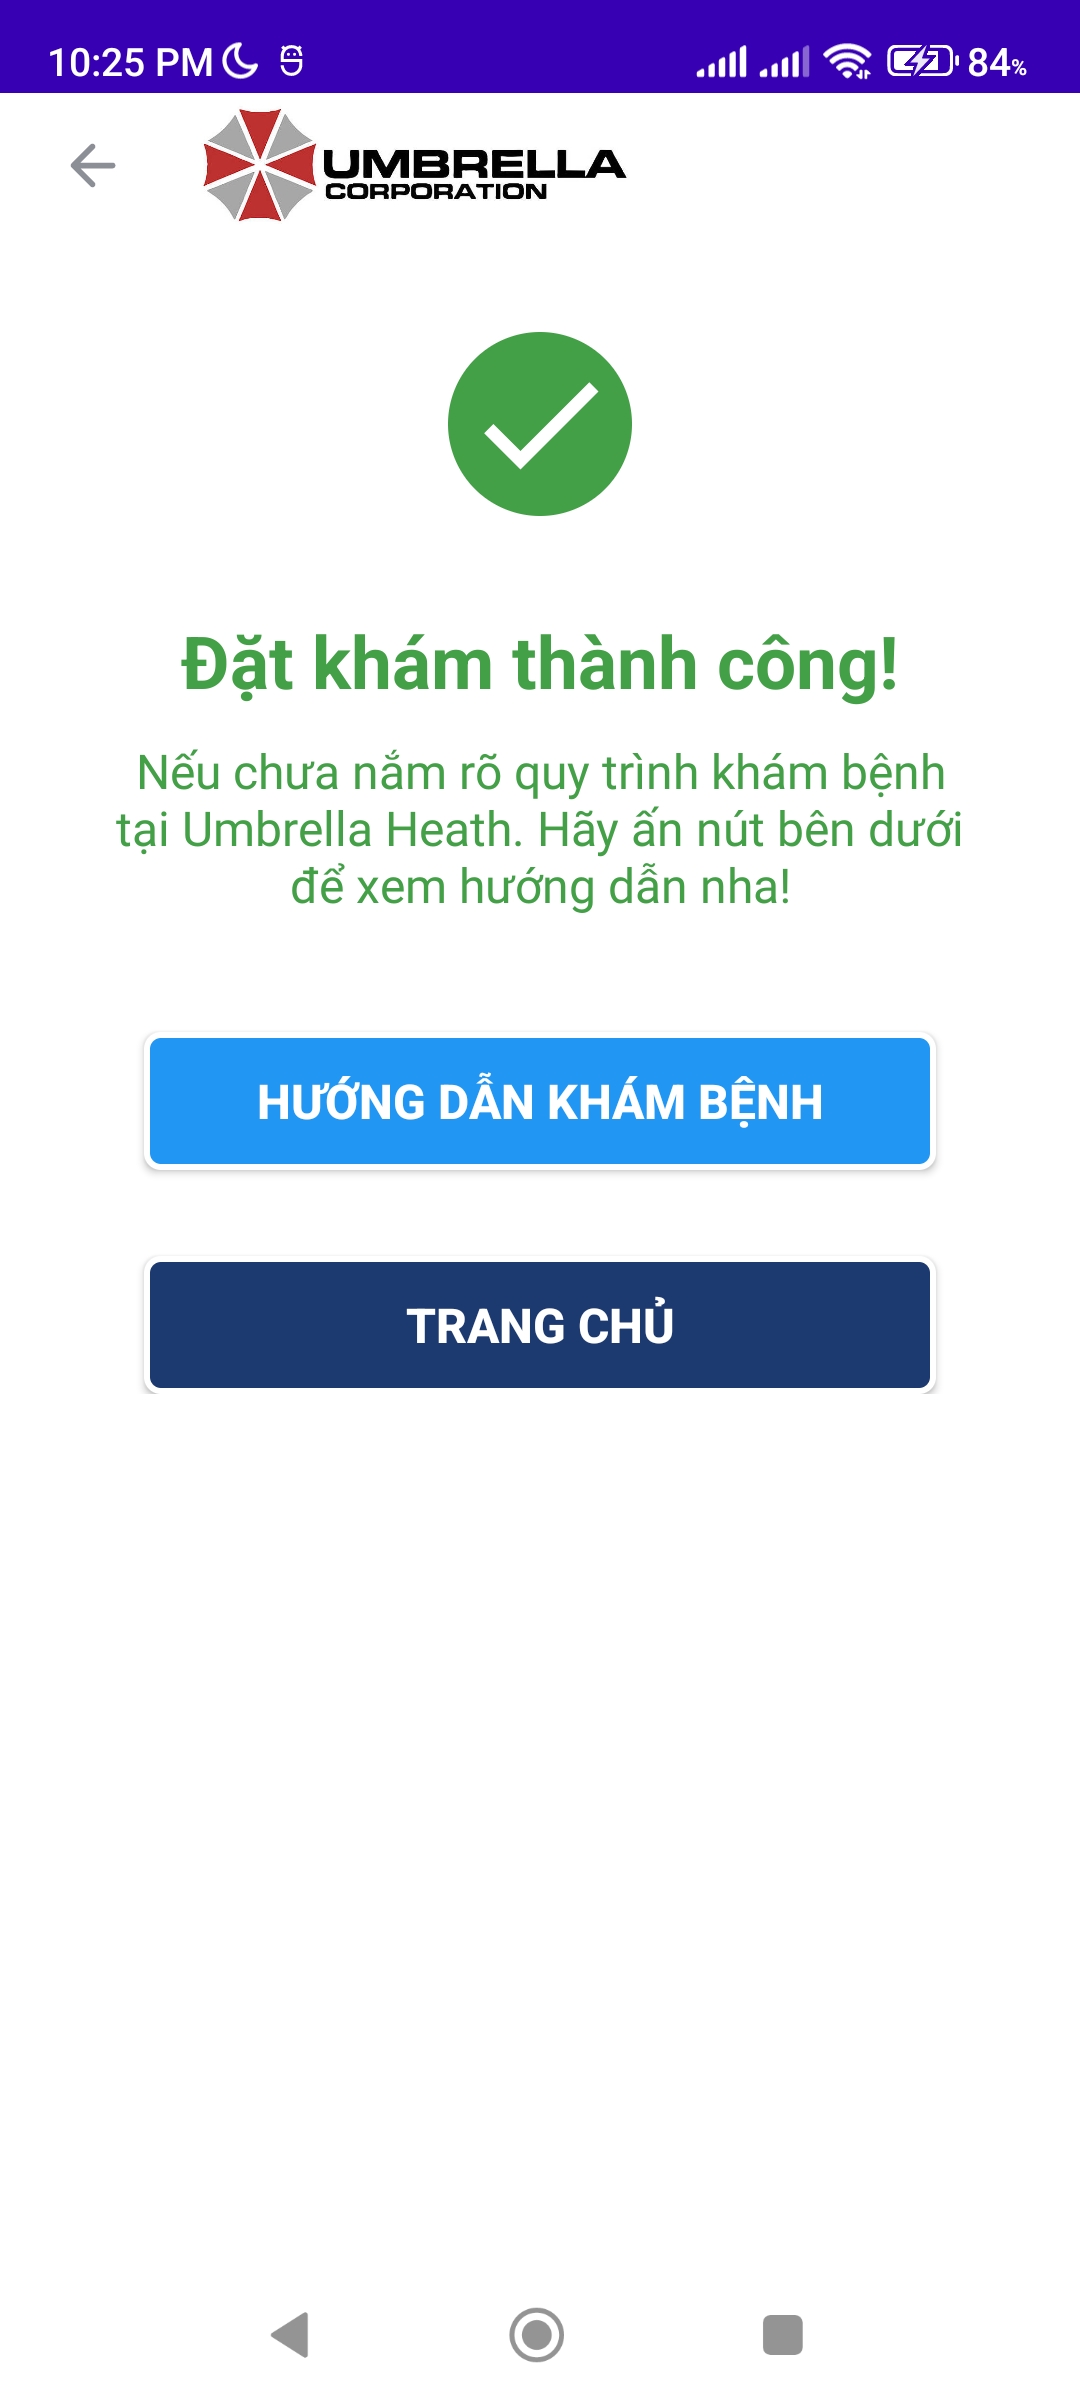 10:25 PM
84%
UMBRELLA
CORPORATION
Đặt khám thành công!
Nếu chưa nắm rõ quy trình khám bệnh
tại Umbrella Heath. Hãy ấn nút bên dưới
để xem hướng dẫn nha!
HƯỚNG DẪN KHÁM BỆNH
TRANG CHỦ